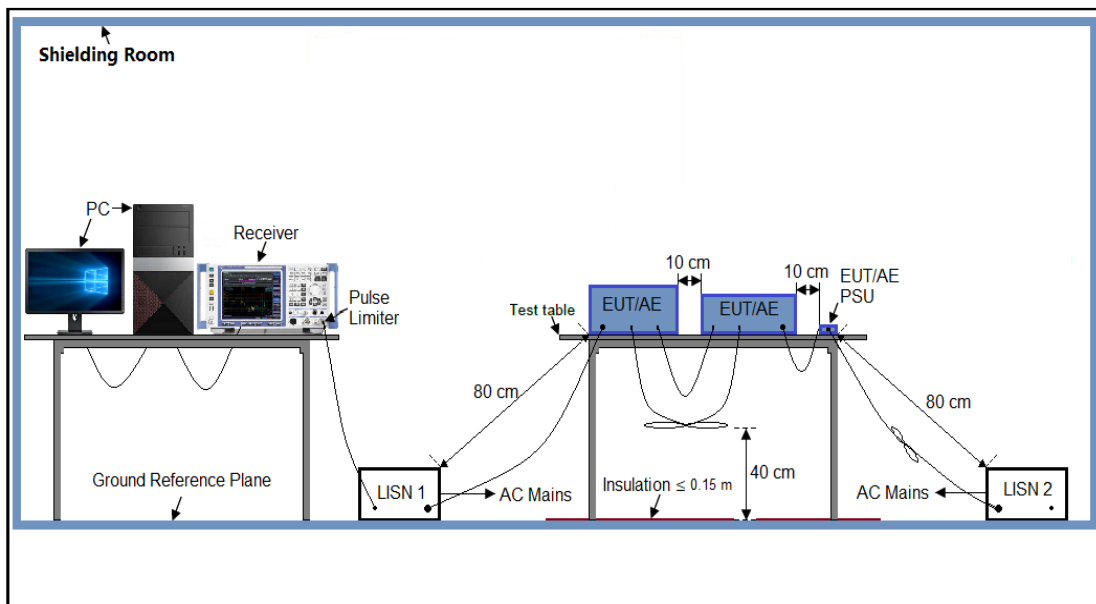 Shielding Room
PC
Receiver
Pulse
Limiter
10 cm
10 cm
EUT/AE
PSU
EUT/AE
EUT/AE
Test table
80 cm
80 cm
40 cm
Ground Reference Plane
LISN 1
AC Mains
Insulation ≤ 0.15 m
AC Mains
LISN 2